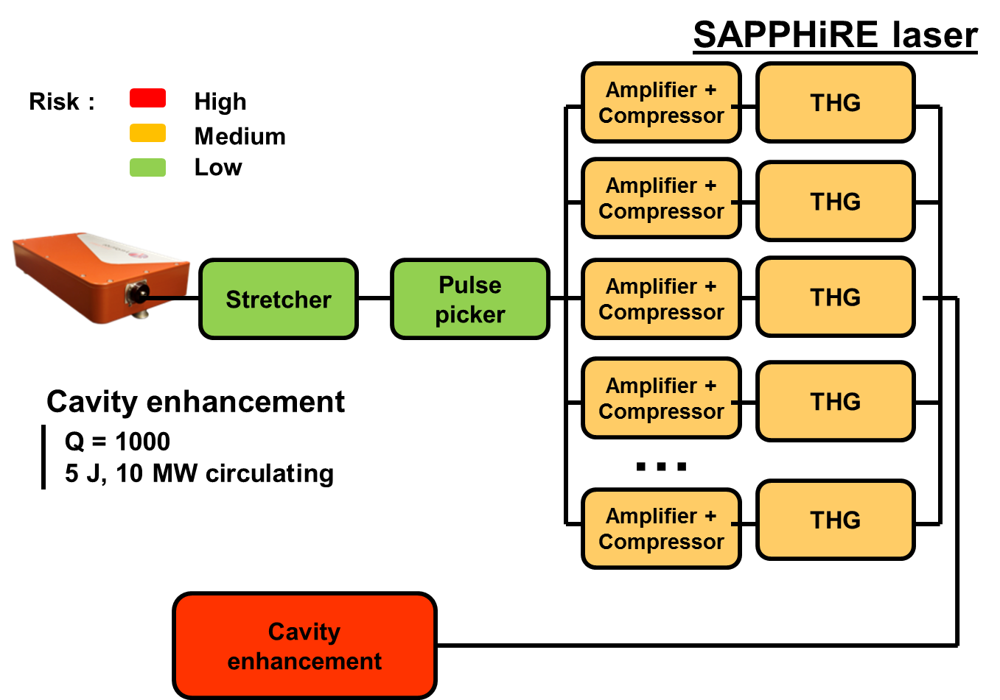 SAPPHiRE laser
Risk :
High
Medium
Low
Stretcher
Pulse
picker
Amplifier +
Compressor
THG
Amplifier +
Compressor
THG
Amplifier +
Compressor
THG
Amplifier +
Compressor
THG
...
Amplifier +
Compressor
THG
Cavity enhancement
Q = 1000
5 J, 10 MW circulating
Cavity
enhancement